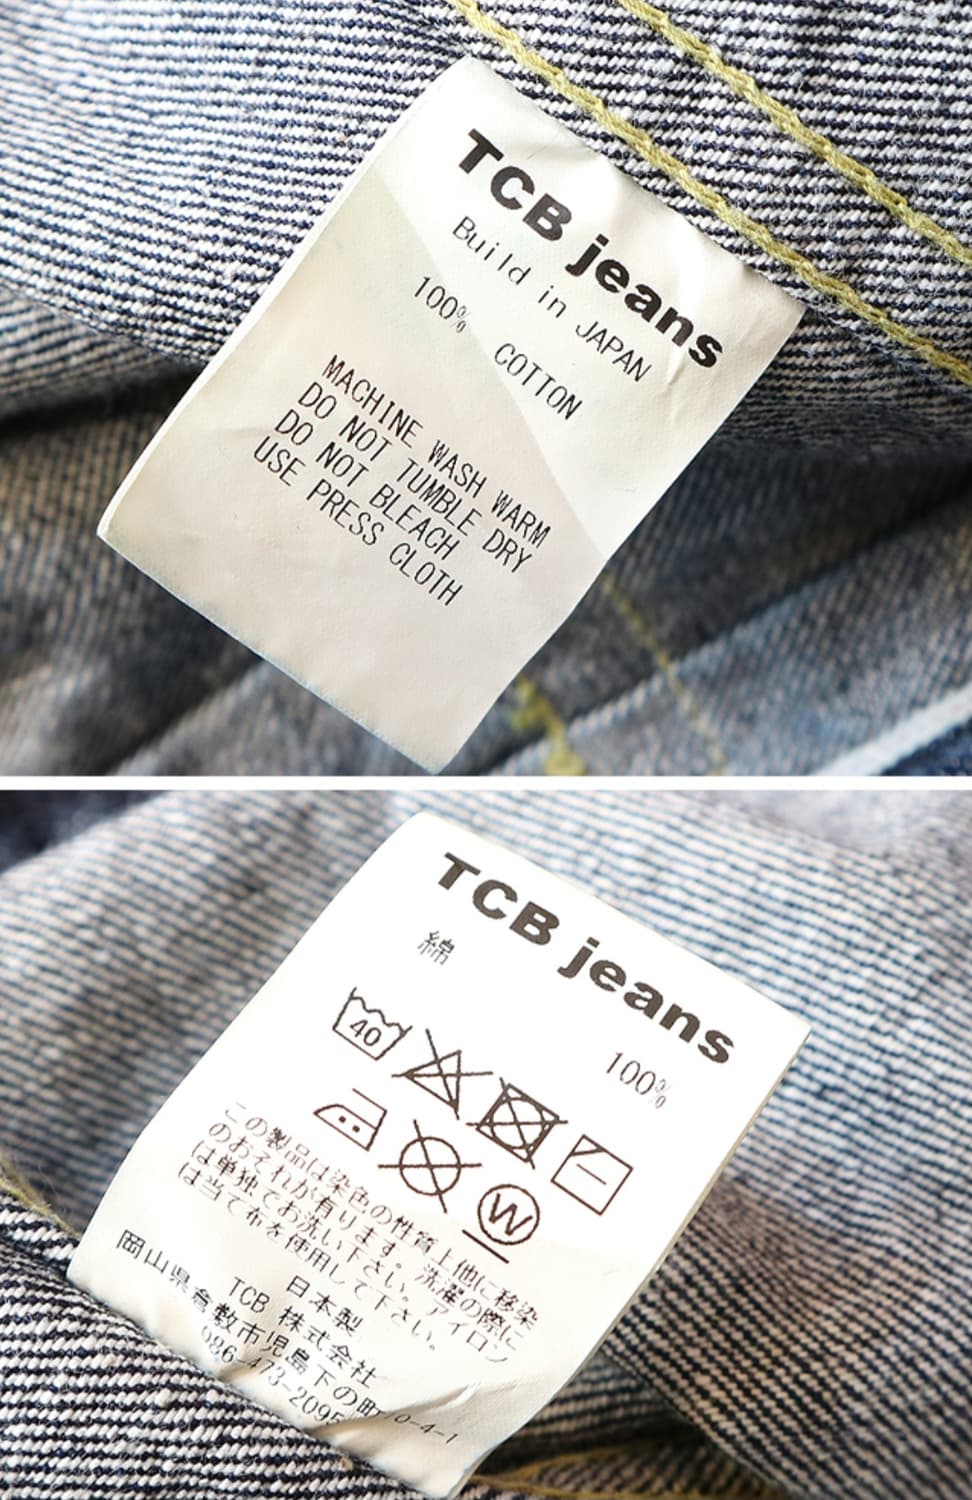 TCB jeans
Build in JAPAN
100% COTTON
MACHINE WASH WARM
DO NOT TUMBLE DRY
DO NOT BLEACH
USE PRESS CLOTH
TCB jeans
綿 100%
40
W
この製品は染色の性質上他に移染
のおそれが有ります。洗濯の際に
は単独でお洗い下さい。アイロン
は当て布を使用して下さい。
日本製
TCB 株式会社
岡山県倉敷市児島下の町10-4-1
086-473-2095